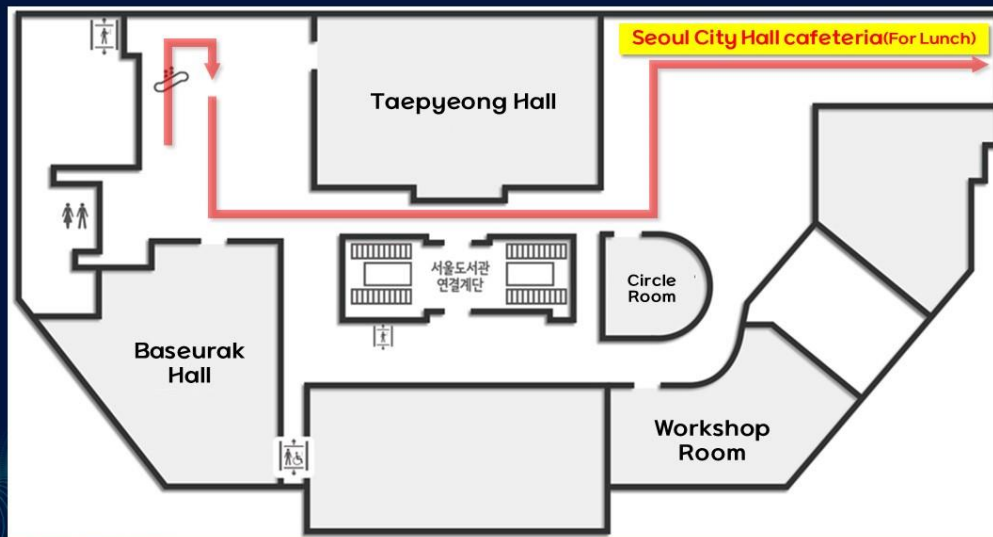 Seoul City Hall cafeteria(For Lunch)
Taepyeong Hall
서울도서관
연결계단
Circle
Room
Baseurak
Hall
Workshop
Room